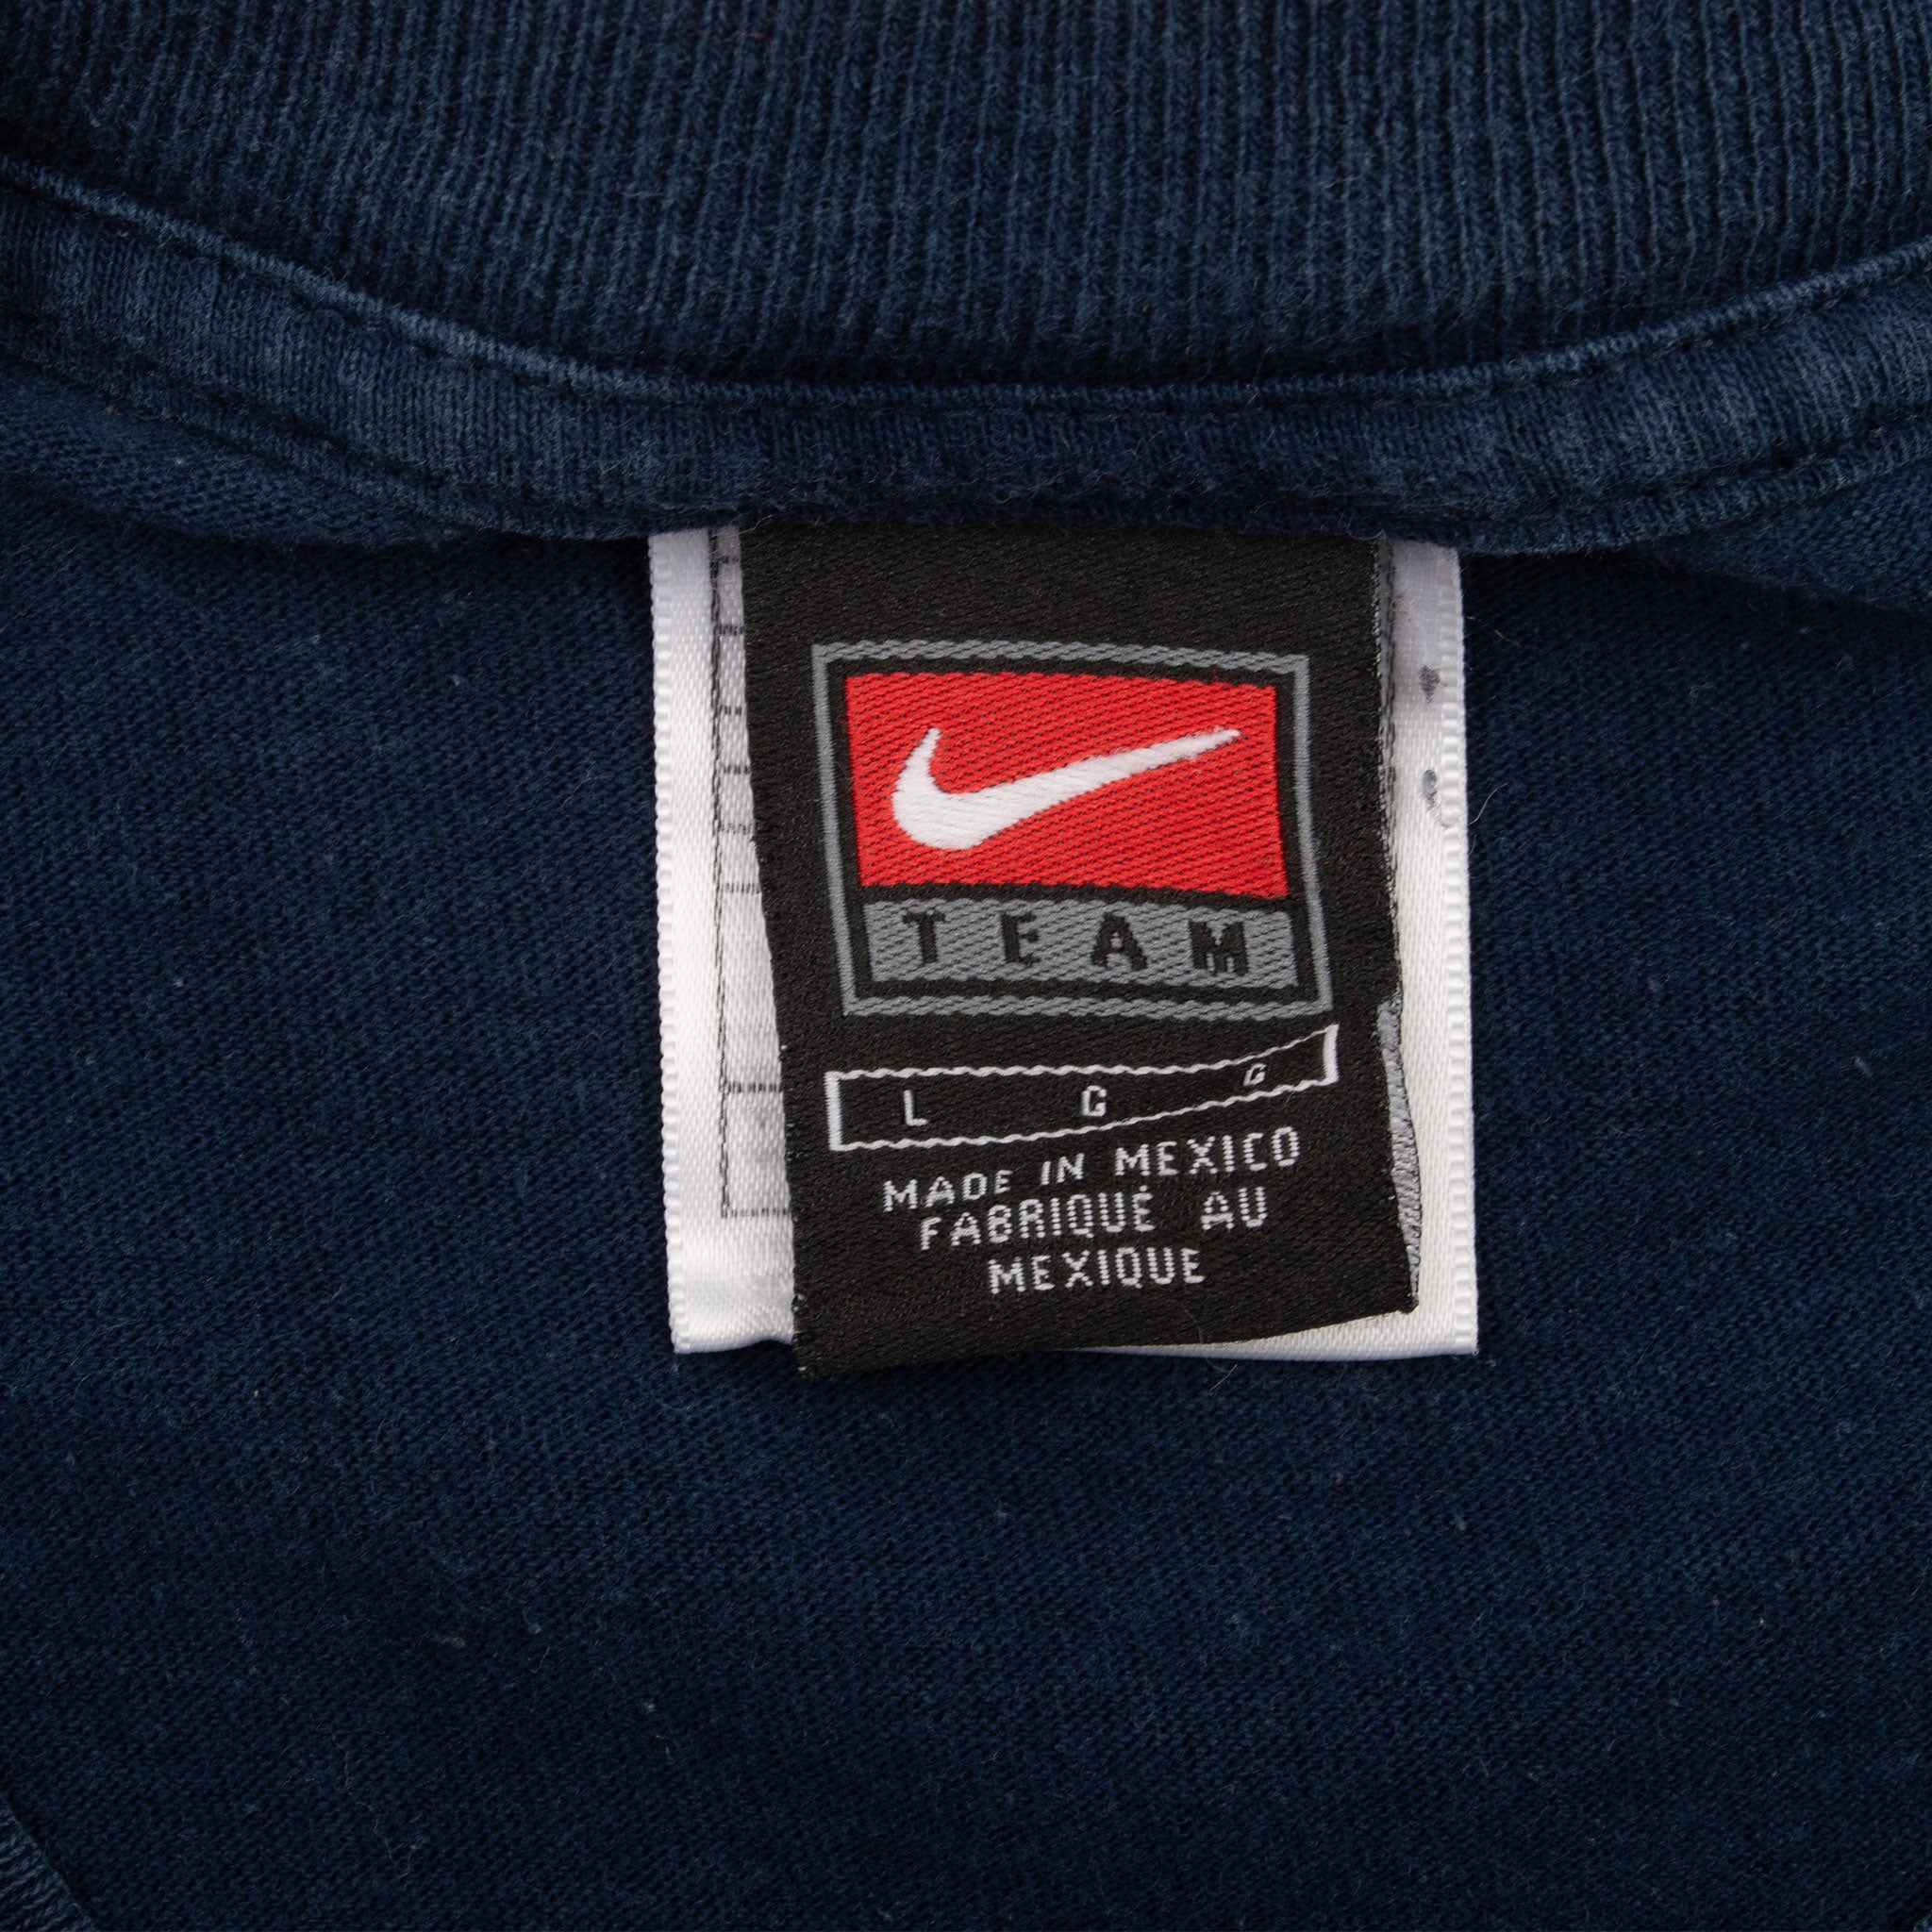 TEAM
L G G
MADE IN MEXICO
FABRIQUÉ AU
MEXIQUE